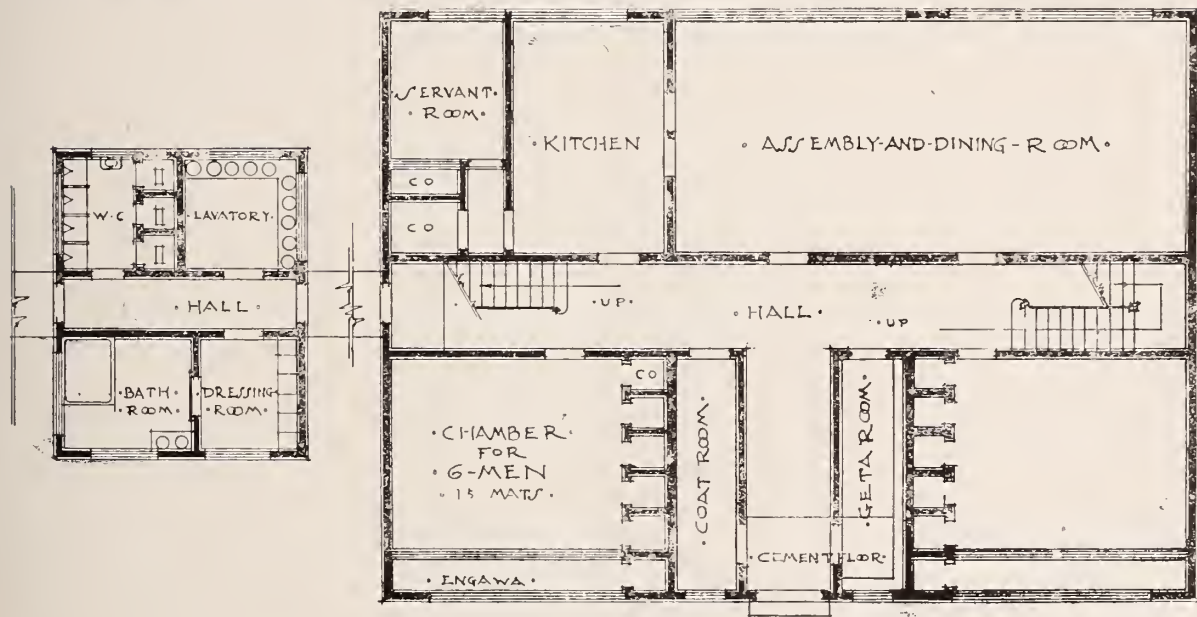 · SERVANT ·
· ROOM ·
· KITCHEN
· ASSEMBLY-AND-DINING-ROOM ·
CO
CO
W·C
· LAVATORY ·
· HALL ·
· UP ·
· HALL ·
· UP
· BATH ·
· ROOM ·
· DRESSING ·
· ROOM ·
CO
· CHAMBER ·
FOR
· 6-MEN
· 15 MATS ·
· COAT ROOM ·
· GETA ROOM ·
· CEMENT FLOOR ·
· ENGAWA ·